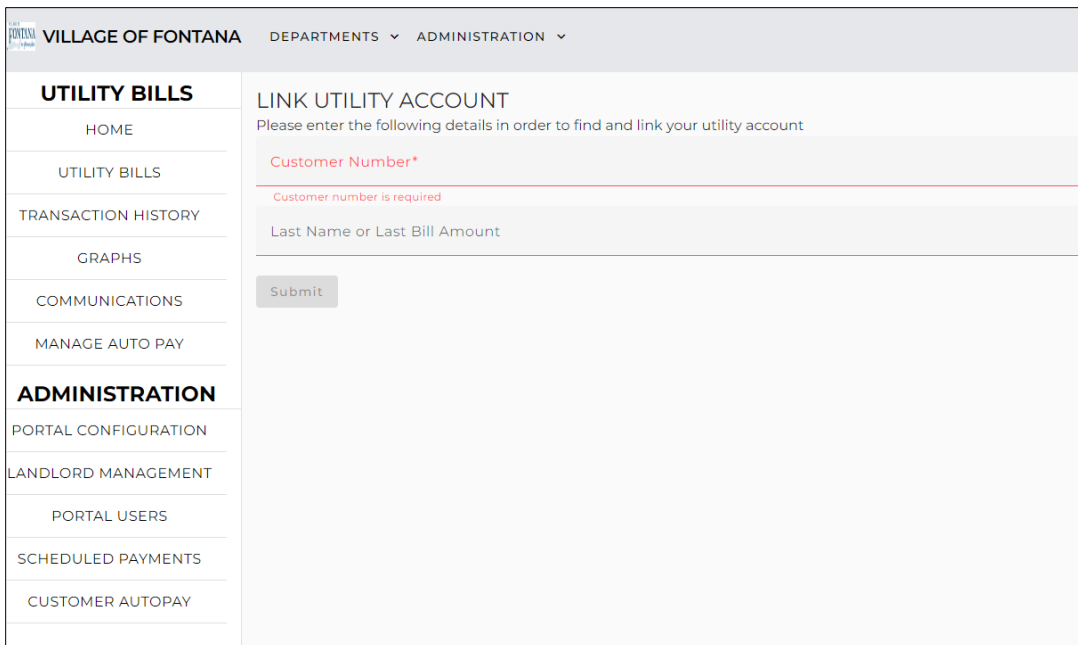 FONTANA
VILLAGE OF FONTANA
DEPARTMENTS
ADMINISTRATION
UTILITY BILLS
HOME
UTILITY BILLS
TRANSACTION HISTORY
GRAPHS
COMMUNICATIONS
MANAGE AUTO PAY
ADMINISTRATION
PORTAL CONFIGURATION
LANDLORD MANAGEMENT
PORTAL USERS
SCHEDULED PAYMENTS
CUSTOMER AUTOPAY
LINK UTILITY ACCOUNT
Please enter the following details in order to find and link your utility account
Customer Number*
Customer number is required
Last Name or Last Bill Amount
Submit